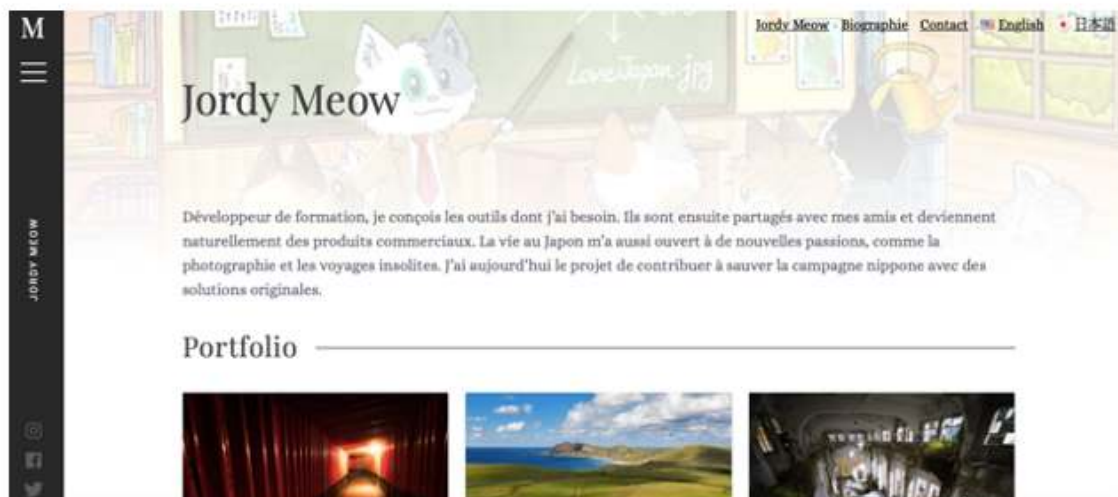 M
Jordy Meow - Biographie Contact English 日本語
LoveJapan.jpg
Jordy Meow
Développeur de formation, je conçois les outils dont j'ai besoin. Ils sont ensuite partagés avec mes amis et deviennent
naturellement des produits commerciaux. La vie au Japon m'a aussi ouvert à de nouvelles passions, comme la
photographie et les voyages insolites. J'ai aujourd'hui le projet de contribuer à sauver la campagne nippone avec des
solutions originales.
JORDY MEOW
Portfolio